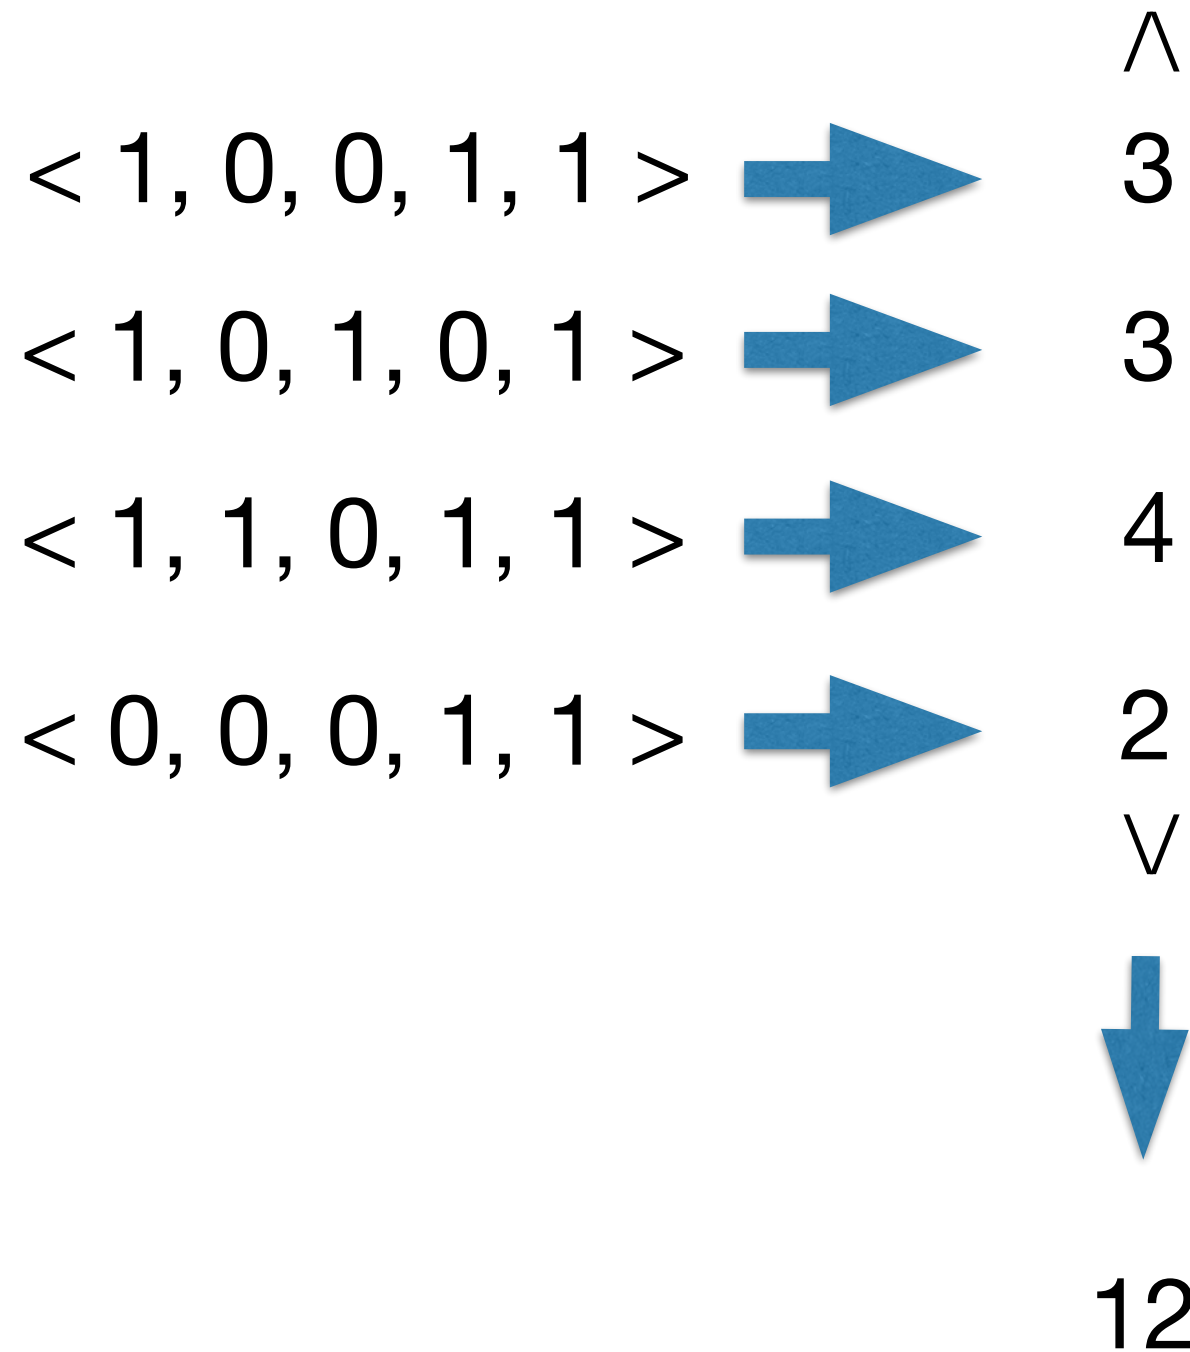 <
< 1, 0, 0, 1, 1 > 3
< 1, 0, 1, 0, 1 > 3
< 1, 1, 0, 1, 1 > 4
< 0, 0, 0, 1, 1 > 2
>
12